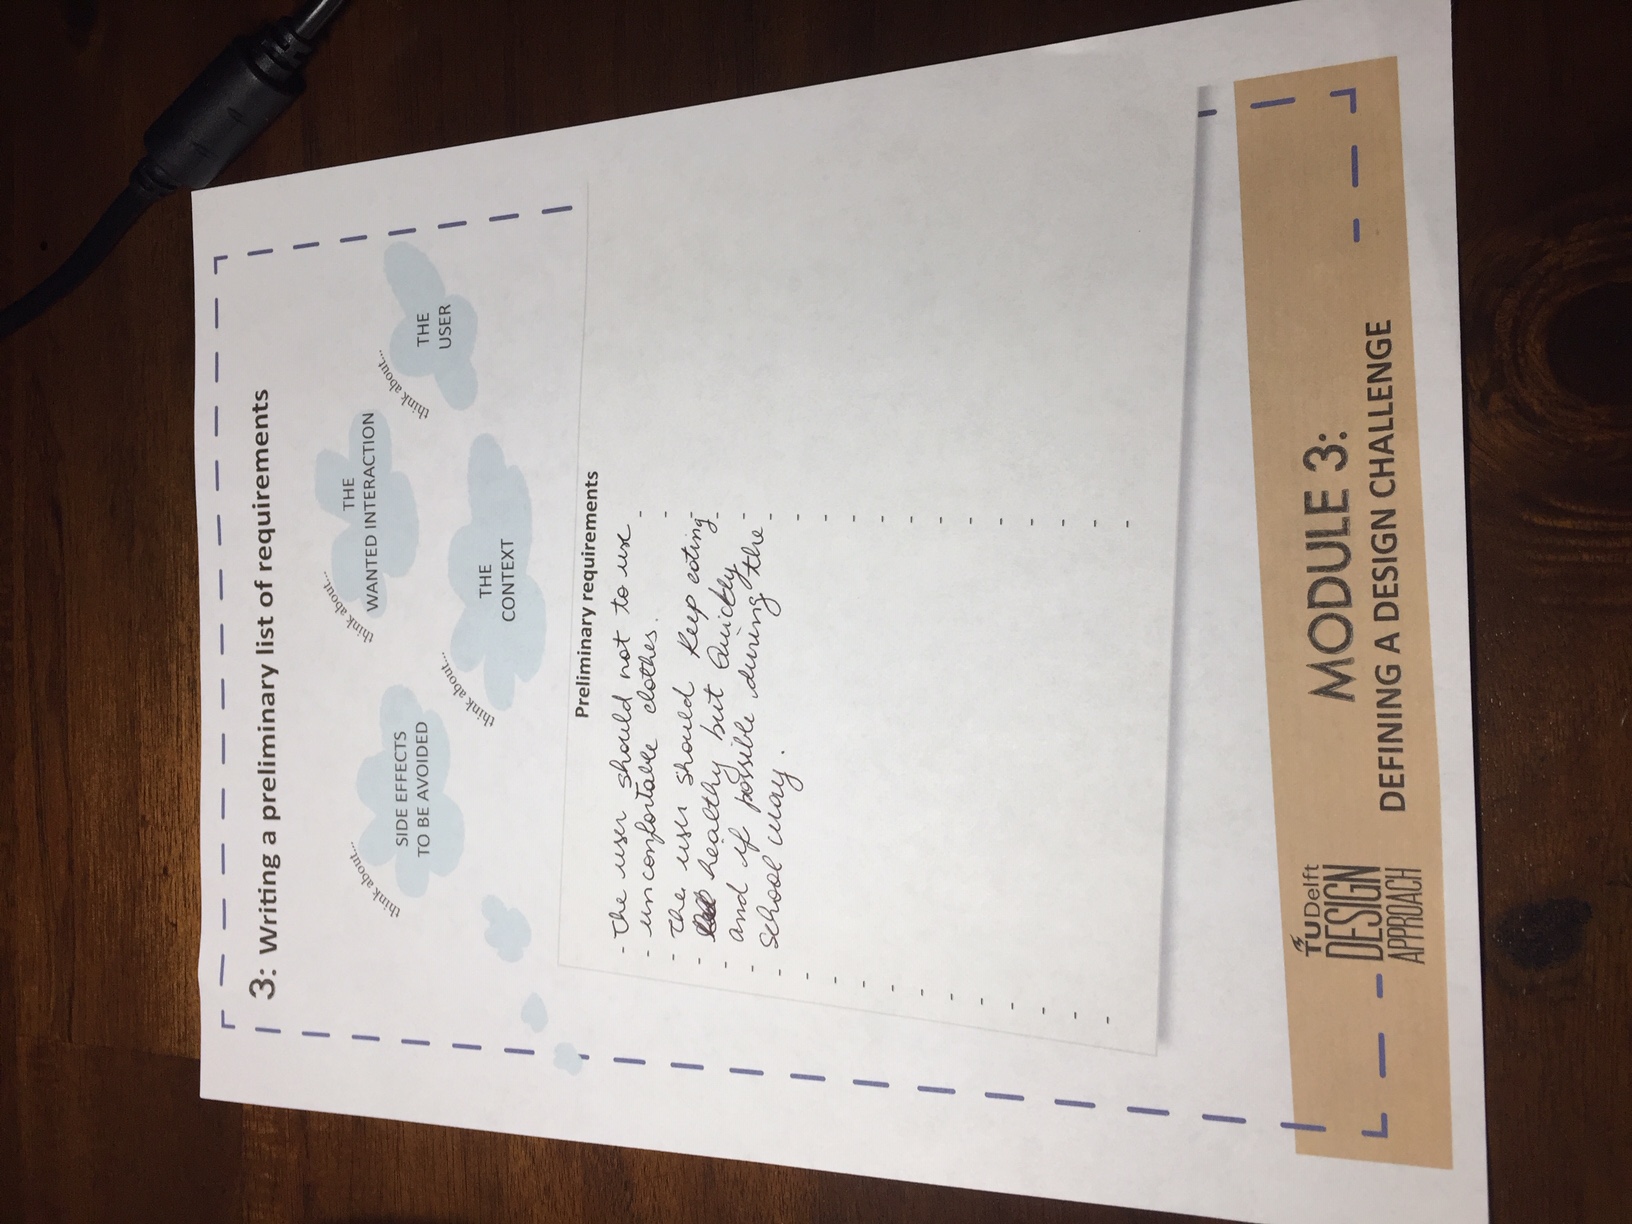 3: Writing a preliminary list of requirements
think about...
THE
WANTED INTERACTION
think about...
SIDE EFFECTS
TO BE AVOIDED
think about...
THE
USER
think about...
THE
CONTEXT
Preliminary requirements
- The user should not to use
- unconfortable clothes.
- The user should keep eating
- healthy but Quickly
- and if possible during the
- school way.
TU Delft
DESIGN
APPROACH
MODULE 3:
DEFINING A DESIGN CHALLENGE